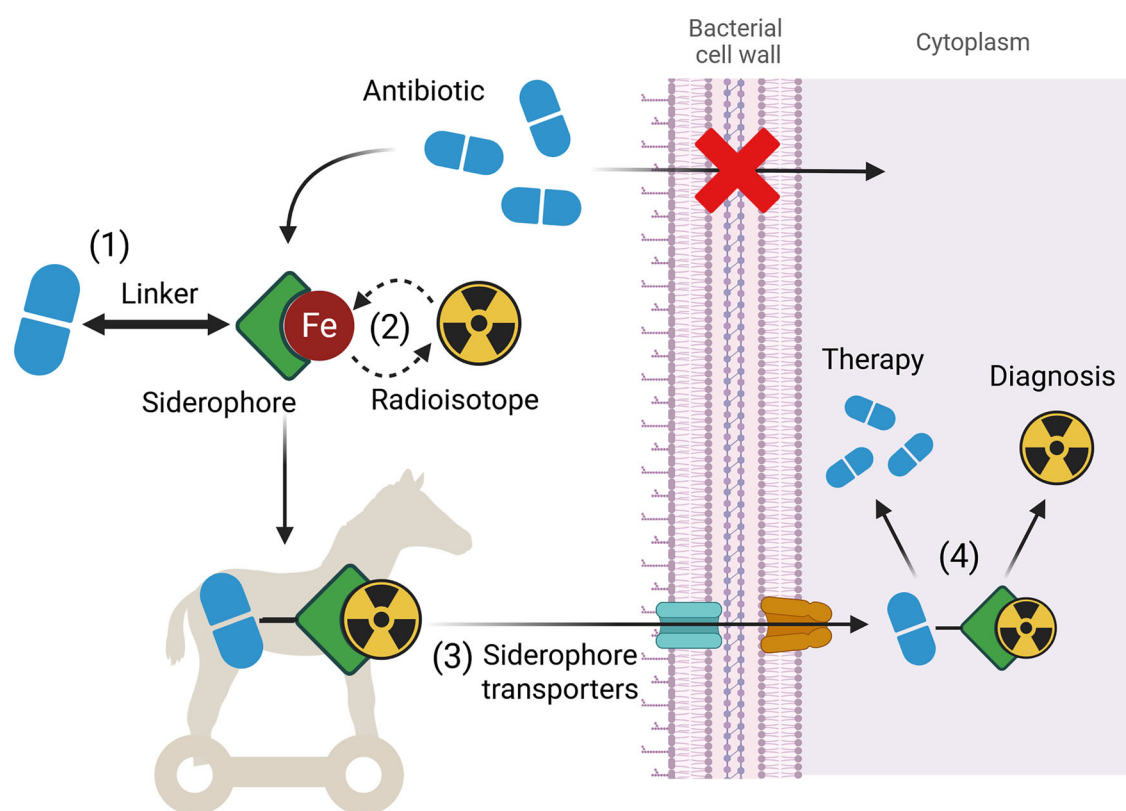 Bacterial
cell wall
Cytoplasm
Antibiotic
(1)
Linker
Fe
(2)
Siderophore
Radioisotope
Therapy
Diagnosis
(3)
Siderophore
transporters
(4)